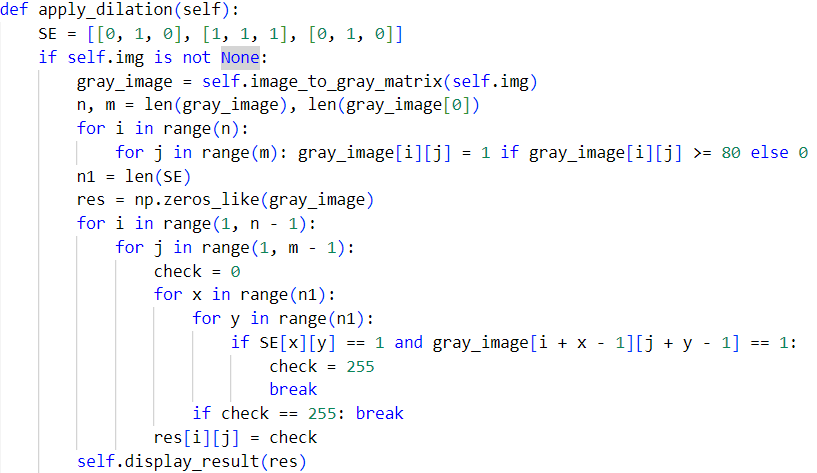 def apply_dilation(self):
    SE = [[0, 1, 0], [1, 1, 1], [0, 1, 0]]
    if self.img is not None:
        gray_image = self.image_to_gray_matrix(self.img)
        n, m = len(gray_image), len(gray_image[0])
        for i in range(n):
            for j in range(m): gray_image[i][j] = 1 if gray_image[i][j] >= 80 else 0
        n1 = len(SE)
        res = np.zeros_like(gray_image)
        for i in range(1, n - 1):
            for j in range(1, m - 1):
                check = 0
                for x in range(n1):
                    for y in range(n1):
                        if SE[x][y] == 1 and gray_image[i + x - 1][j + y - 1] == 1:
                            check = 255
                            break
                    if check == 255: break
                res[i][j] = check
        self.display_result(res)